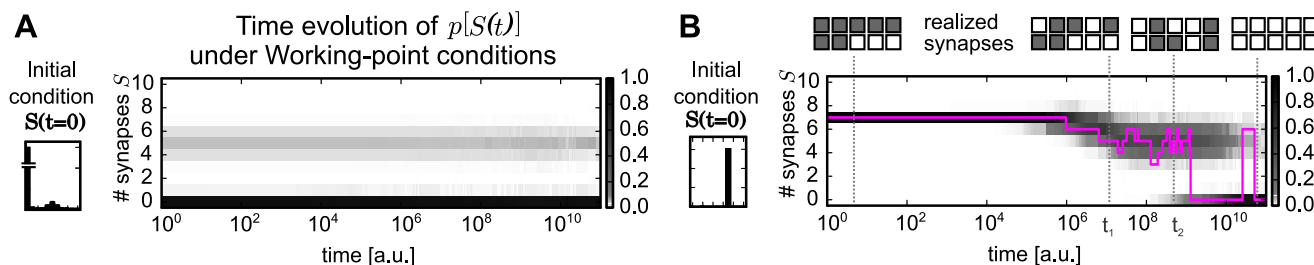 A
Time evolution of p[S(t)]
under Working-point conditions
Initial
condition
S(t=0)
# synapses S
10
8
6
4
2
0
10^0
10^2
10^4
10^6
10^8
10^10
time [a.u.]
1.0
0.8
0.6
0.4
0.2
0.0
B
realized
synapses
Initial
condition
S(t=0)
# synapses S
10
8
6
4
2
0
10^0
10^2
10^4
10^6
t_1
10^8
t_2
10^10
time [a.u.]
1.0
0.8
0.6
0.4
0.2
0.0